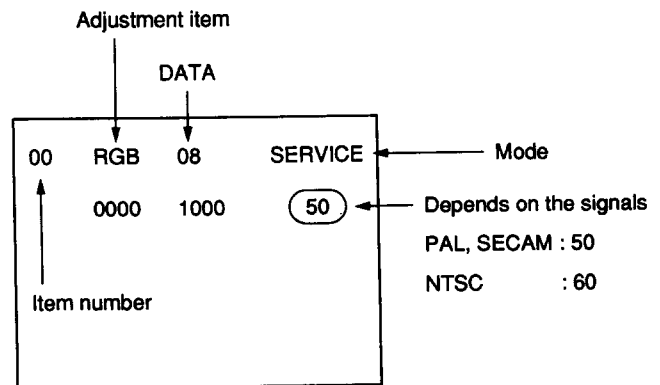 Adjustment item
DATA
00 RGB 08 SERVICE
Mode
0000 1000 50
Depends on the signals
PAL, SECAM : 50
NTSC : 60
Item number